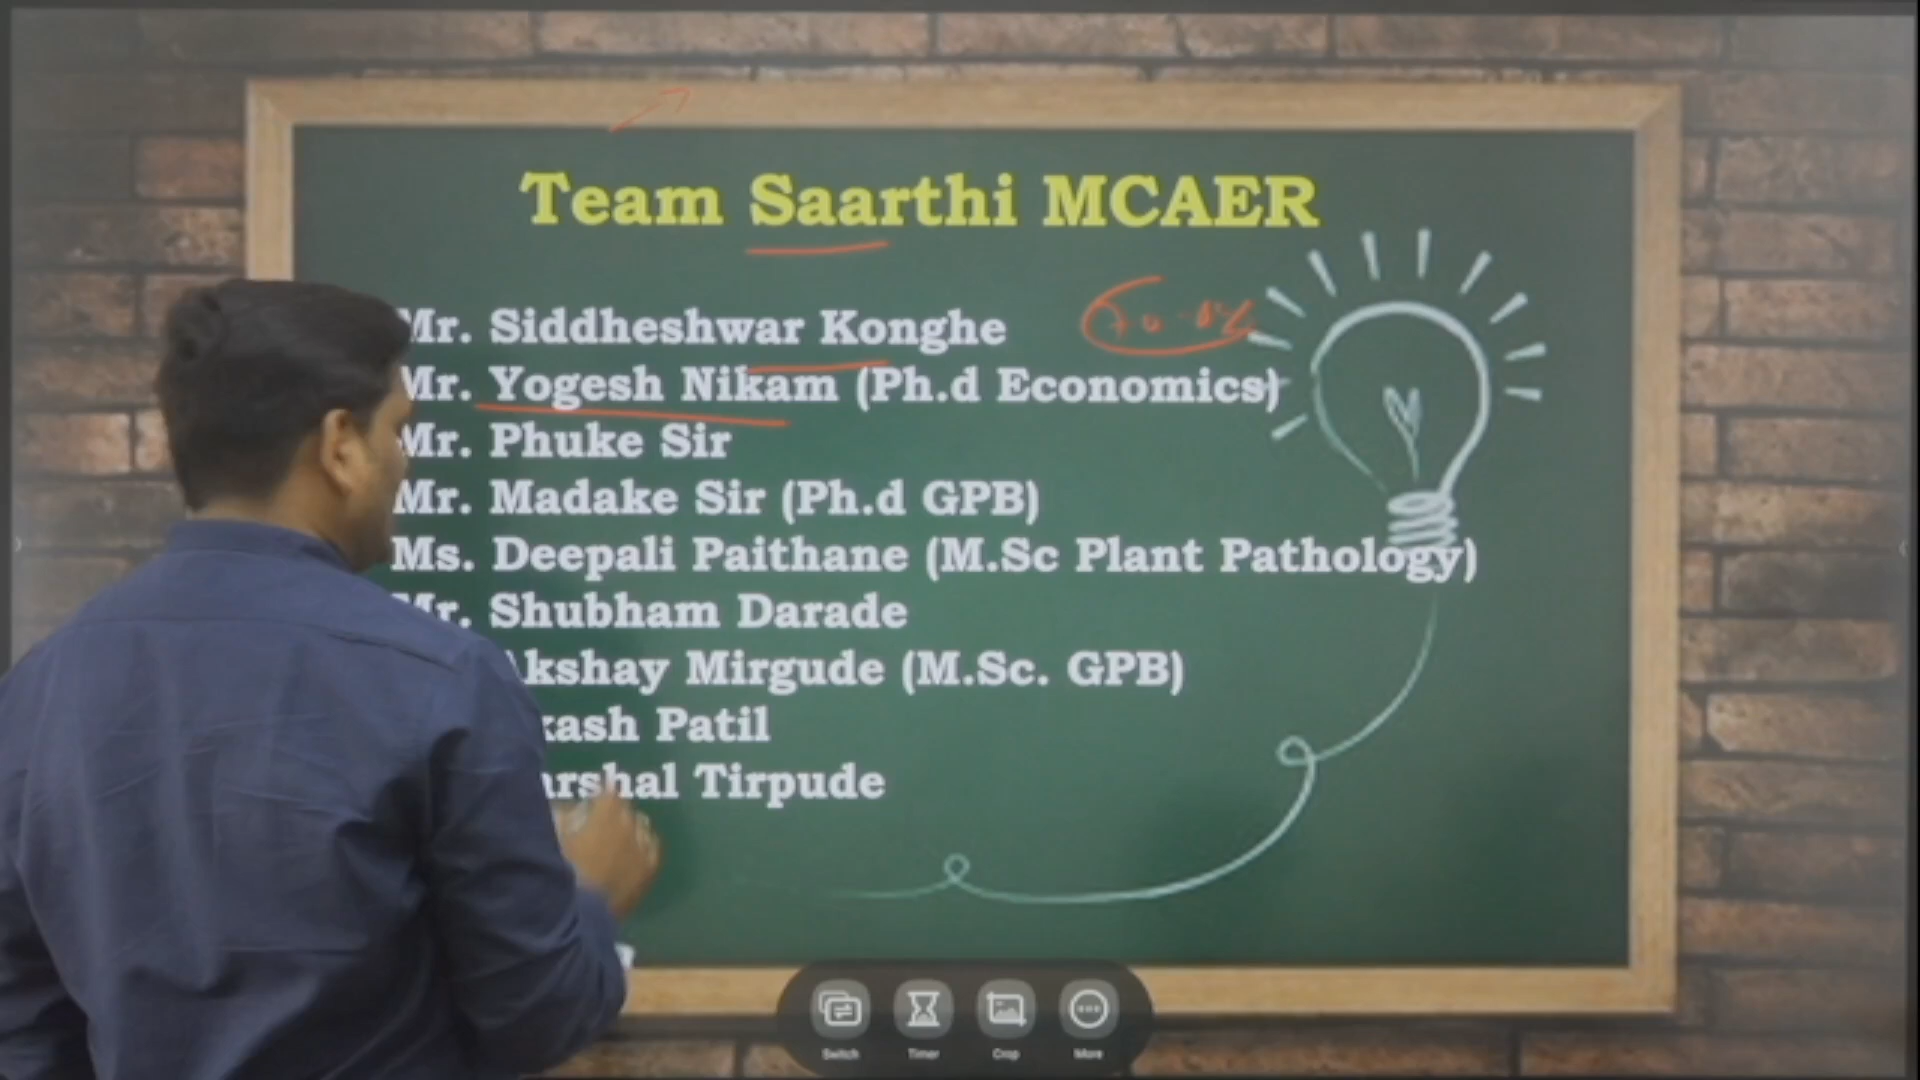 Team Saarthi MCAER
Mr. Siddheshwar Konghe
Mr. Yogesh Nikam (Ph.d Economics)
Mr. Phuke Sir
Mr. Madake Sir (Ph.d GPB)
Ms. Deepali Paithane (M.Sc Plant Pathology)
Mr. Shubham Darade
Akshay Mirgude (M.Sc. GPB)
kash Patil
arshal Tirpude
Switch Timer Crop More